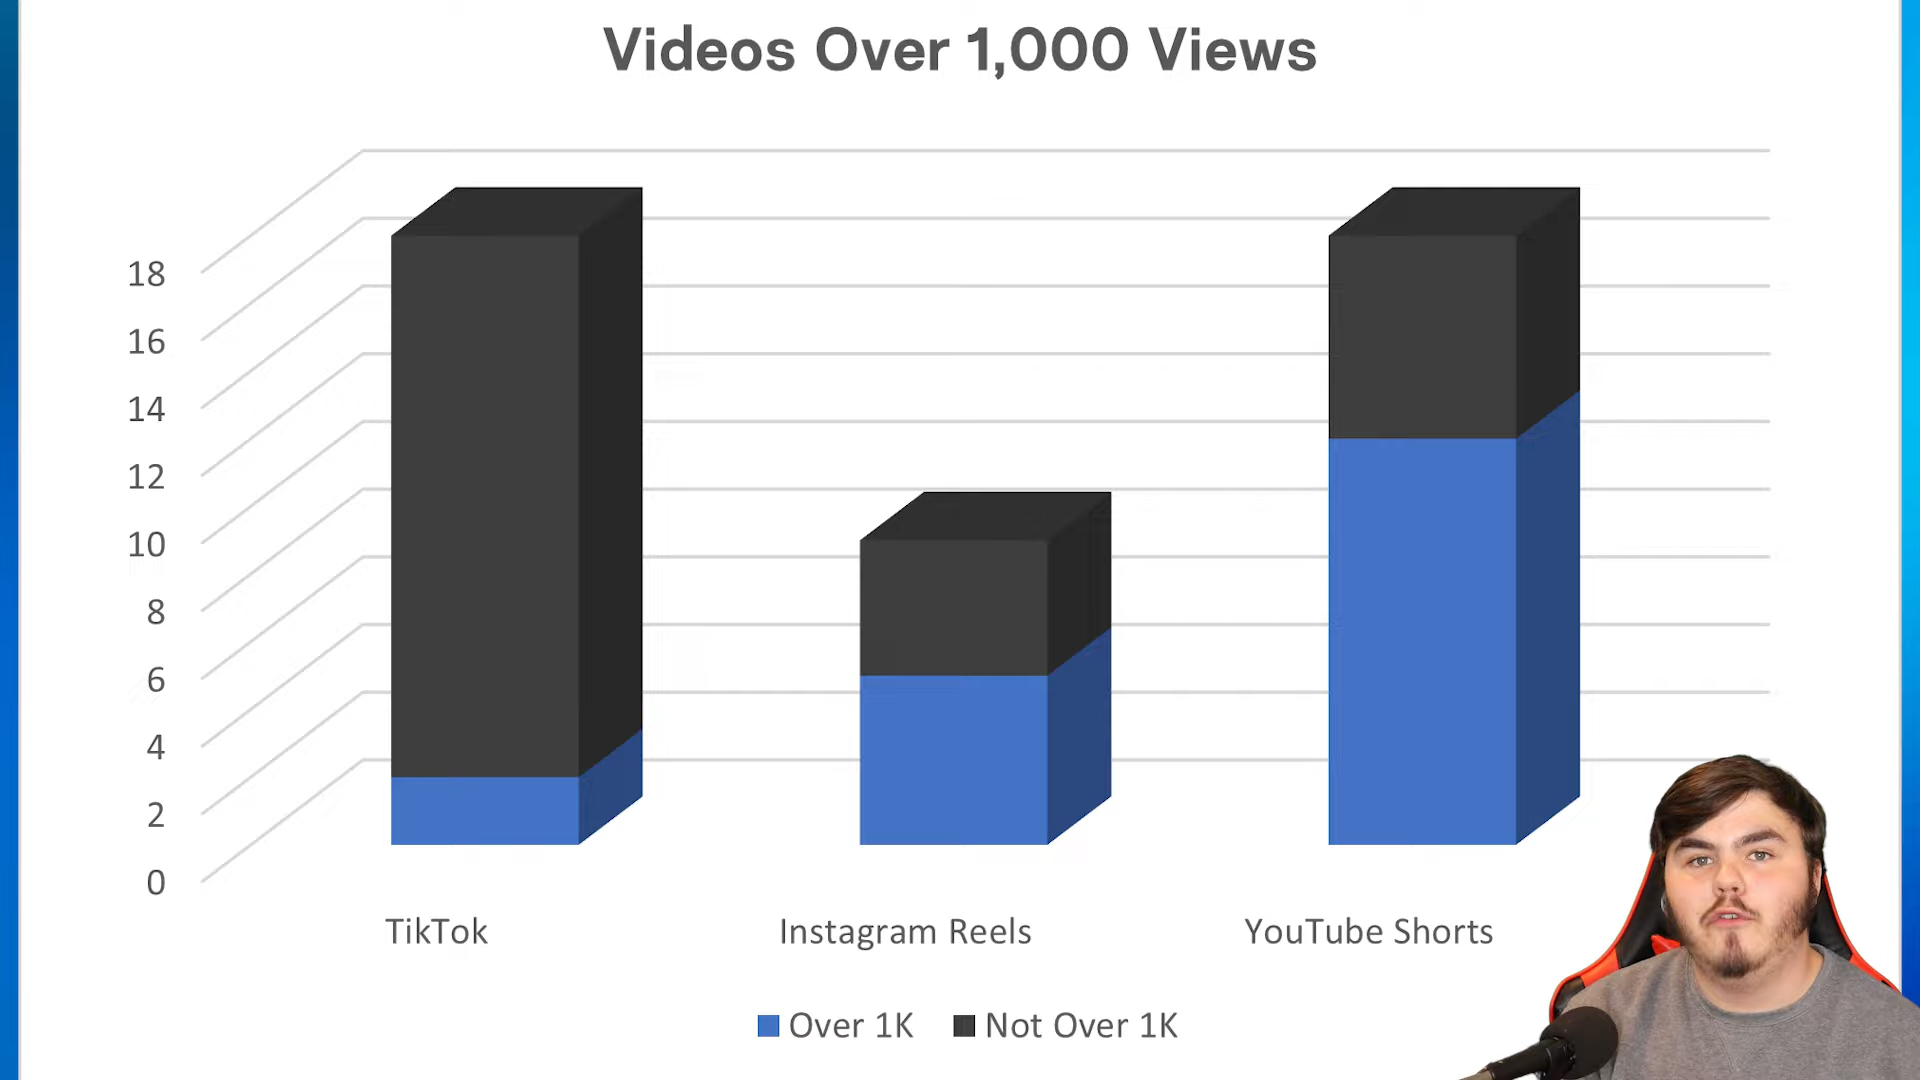 Videos Over 1,000 Views
18
16
14
12
10
8
6
4
2
0
TikTok
Instagram Reels
YouTube Shorts
Over 1K
Not Over 1K